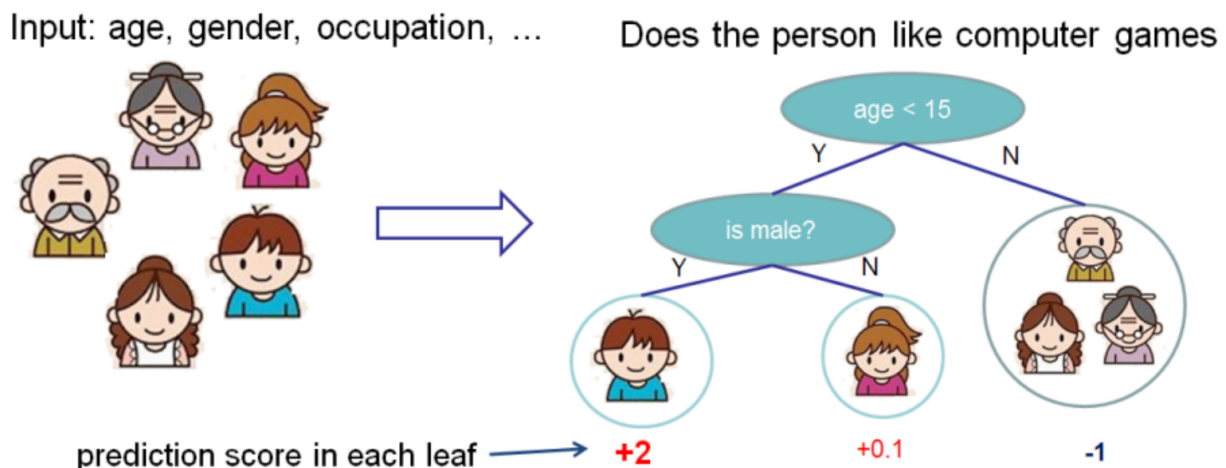 Input: age, gender, occupation, ...
Does the person like computer games
age < 15
Y
N
is male?
Y
N
prediction score in each leaf
+2
+0.1
-1